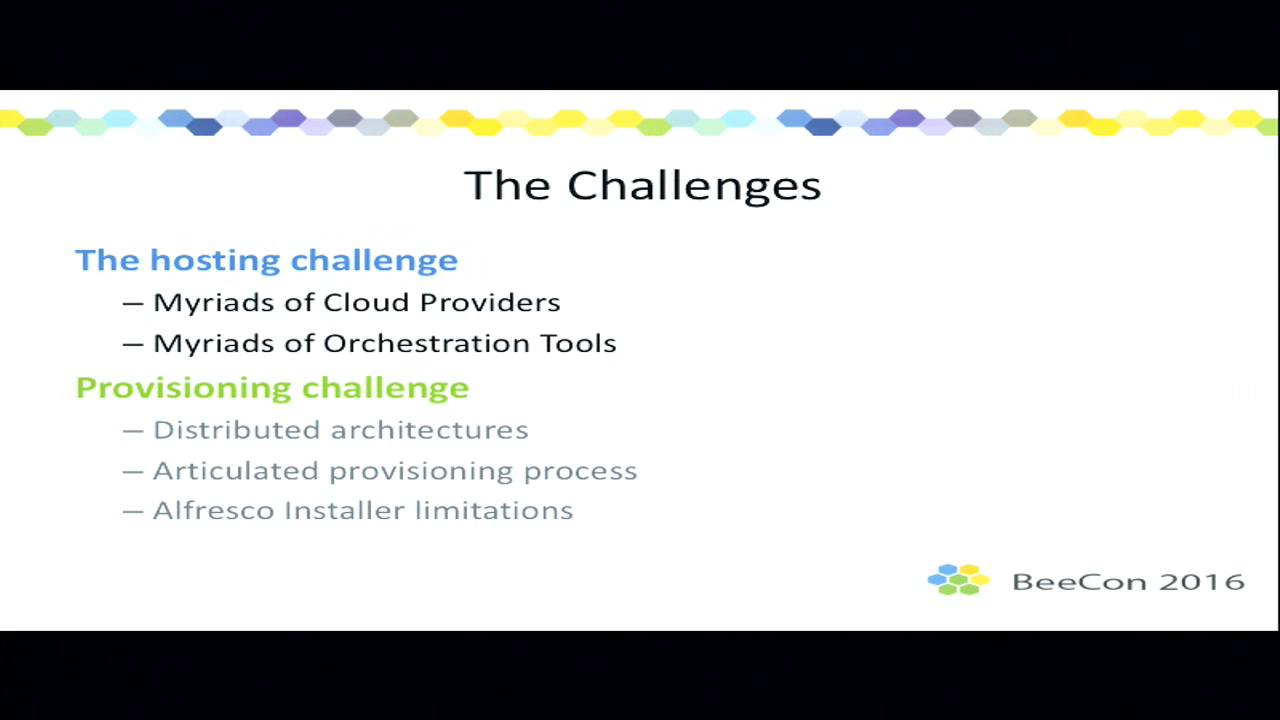 The Challenges
The hosting challenge
– Myriads of Cloud Providers
– Myriads of Orchestration Tools
Provisioning challenge
– Distributed architectures
– Articulated provisioning process
– Alfresco Installer limitations
BeeCon 2016